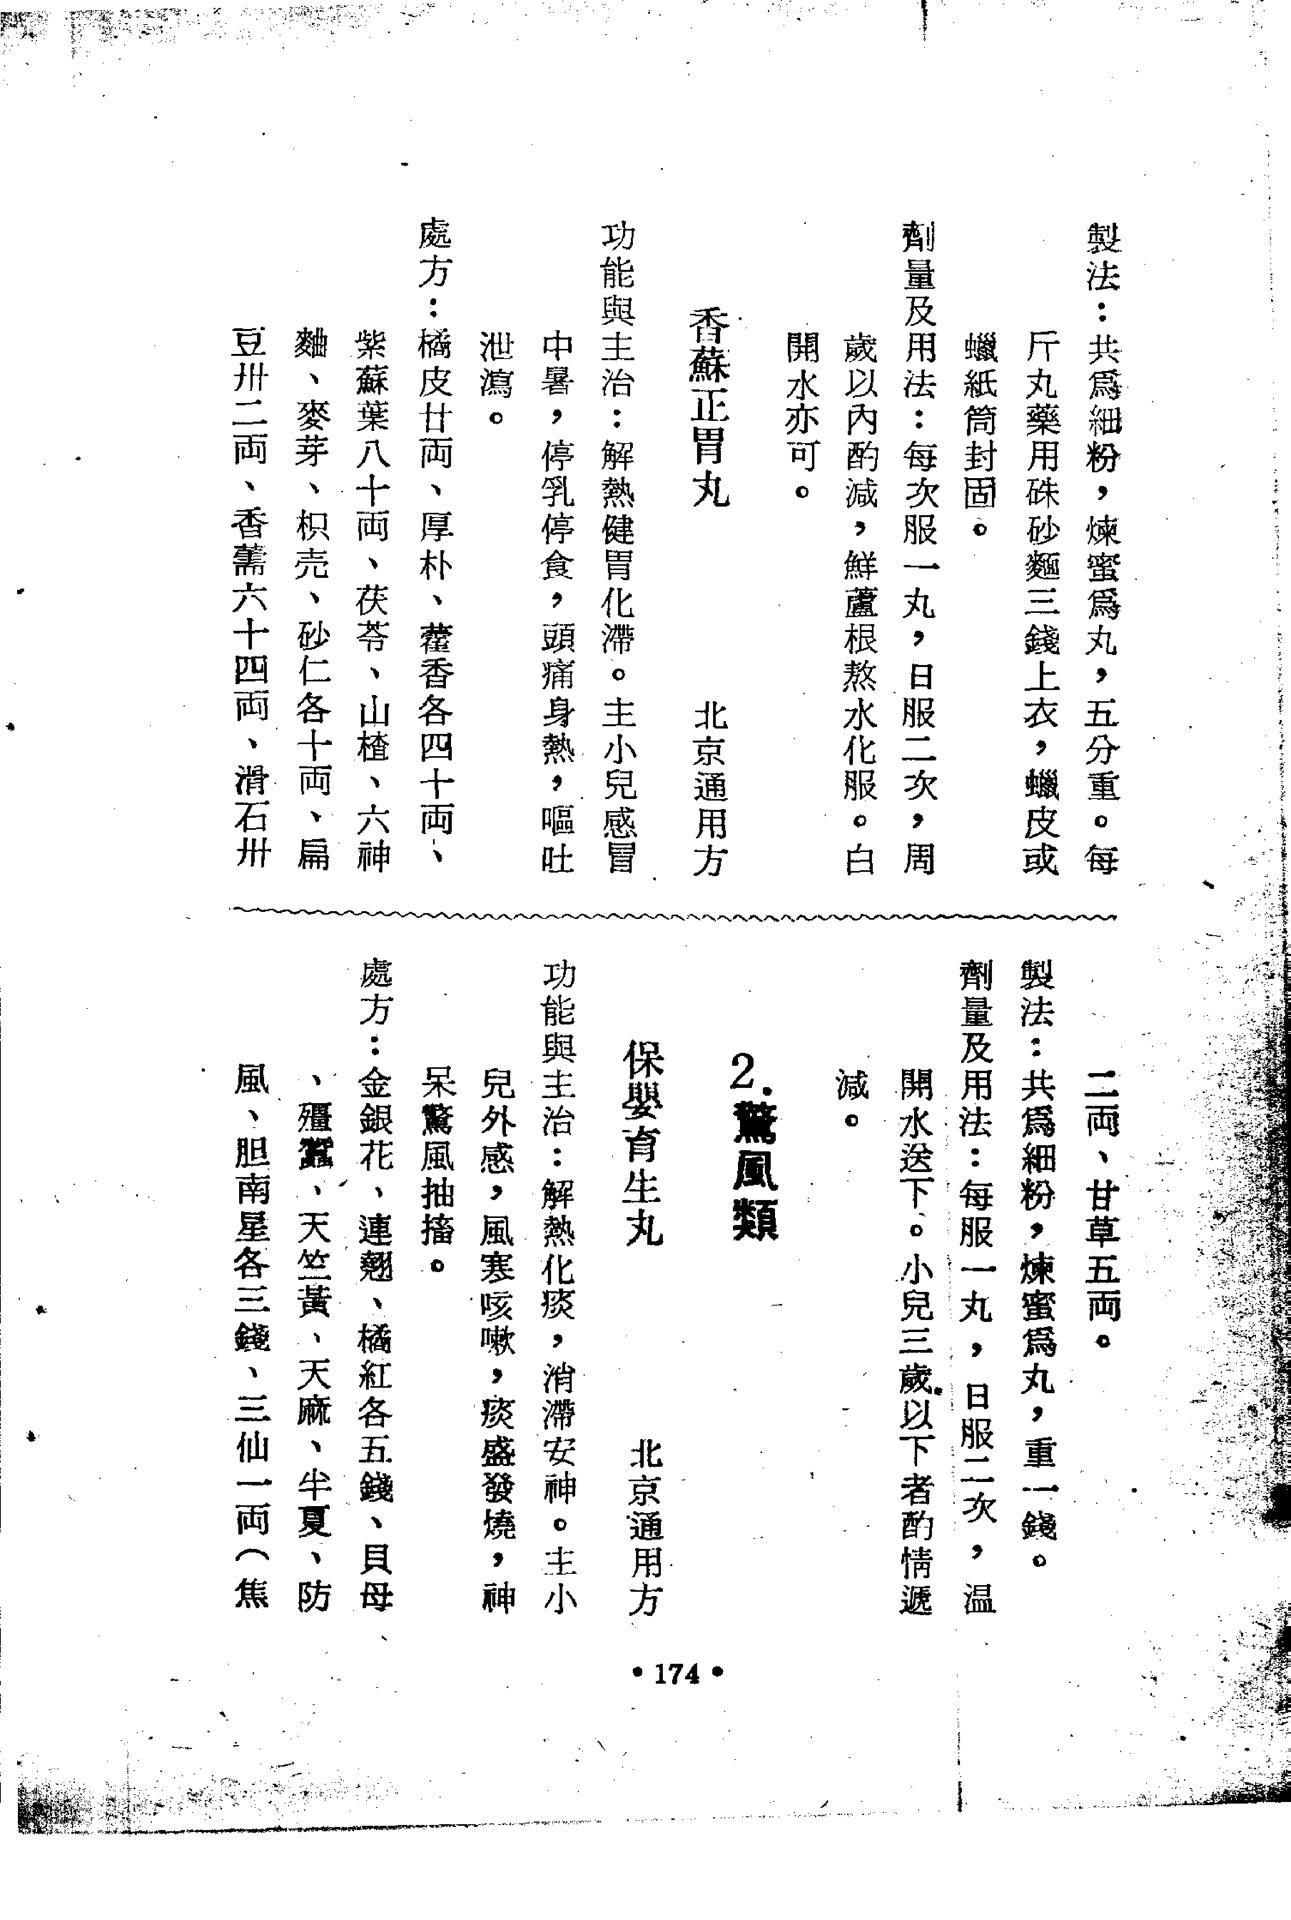 製法：共爲細粉，煉蜜爲丸，五分重。每
斤丸藥用硃砂麵三錢上衣，蠟皮或
蠟紙筒封固。
劑量及用法：每次服一丸，日服二次，周
歲以內酌減，鮮蘆根熬水化服。白
開水亦可。
香蘇正胃丸　北京通用方
功能與主治：解熱健胃化滯。主小兒感冒
中暑，停乳停食，頭痛身熱，嘔吐
泄瀉。
處方：橘皮廿両、厚朴、藿香各四十両、
紫蘇葉八十両、茯苓、山楂、六神
麯、麥芽、枳壳、砂仁各十両、扁
豆卅二両、香薷六十四両、滑石卅
二両、甘草五両。
製法：共爲細粉，煉蜜爲丸，重一錢。
劑量及用法：每服一丸，日服二次，温
開水送下。小兒三歲以下者酌情遞
減。
2.驚風類
保嬰育生丸　北京通用方
功能與主治：解熱化痰，消滯安神。主小
兒外感，風寒咳嗽，痰盛發燒，神
呆驚風抽搐。
處方：金銀花、連翹、橘紅各五錢、貝母
、殭蠶、天竺黃、天麻、半夏、防
風、胆南星各三錢、三仙一両（焦
•174•